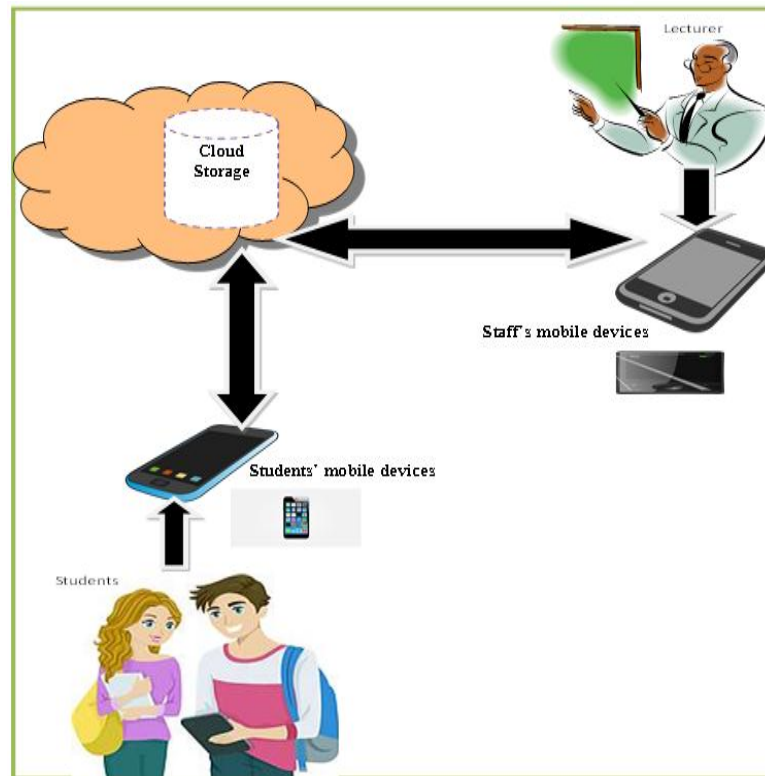 Lecturer
Cloud
Storage
Staff's mobile devices
Students' mobile devices
Students